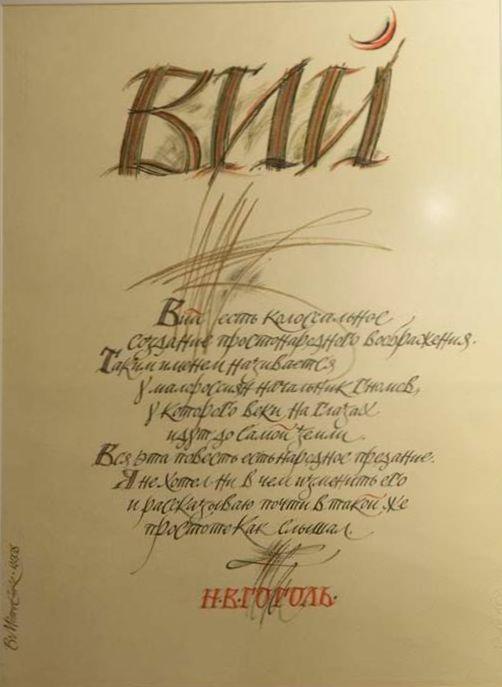 ВИЙ
Вий есть колоссальное
создание простонародного воображения.
Таким именем называется
у малороссиян начальник гномов,
у которого веки на глазах
идут до самой земли.
Вся эта повесть есть народное предание.
Я не хотел ни в чем изменить его
и рассказываю почти в такой же
простоте как слышал.
Н·В·ГОГОЛЬ·